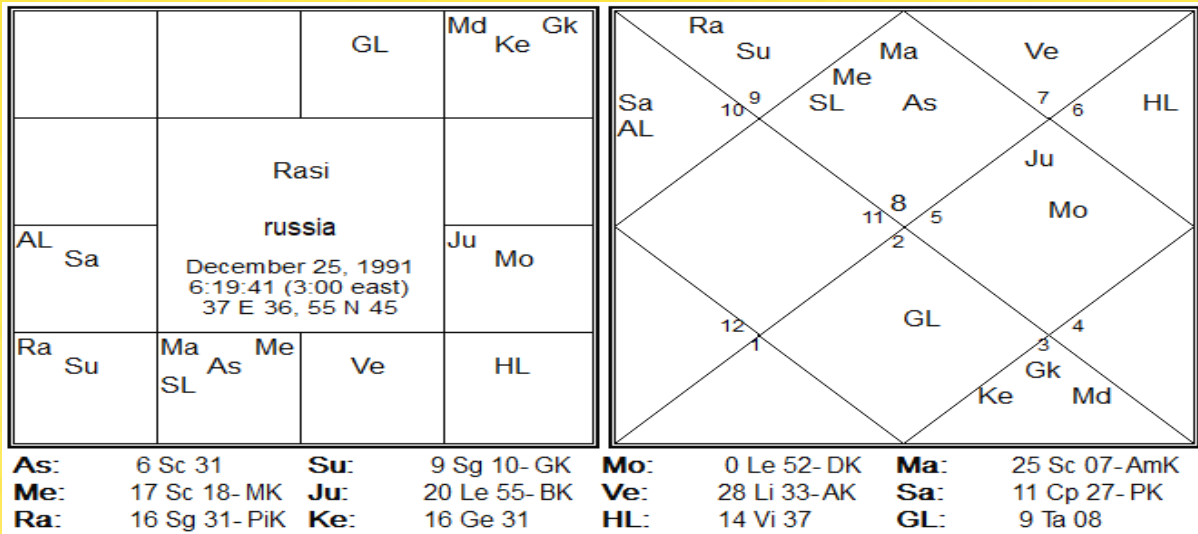 GL
Md Gk
Ke
AL
Sa
Rasi
russia
December 25, 1991
6:19:41 (3:00 east)
37 E 36, 55 N 45
Ju
Mo
Ra
Su
Ma Me
As
SL
Ve
HL
Ra
Su
Ma
Me
SL As
Ve
Sa
AL
10 9
7 6
HL
Ju
Mo
8
11 5
2
GL
12
1
4
3
Gk
Ke Md
As: 6 Sc 31 Su: 9 Sg 10- GK Mo: 0 Le 52- DK Ma: 25 Sc 07- AmK
Me: 17 Sc 18- MK Ju: 20 Le 55- BK Ve: 28 Li 33- AK Sa: 11 Cp 27- PK
Ra: 16 Sg 31- PiK Ke: 16 Ge 31 HL: 14 Vi 37 GL: 9 Ta 08